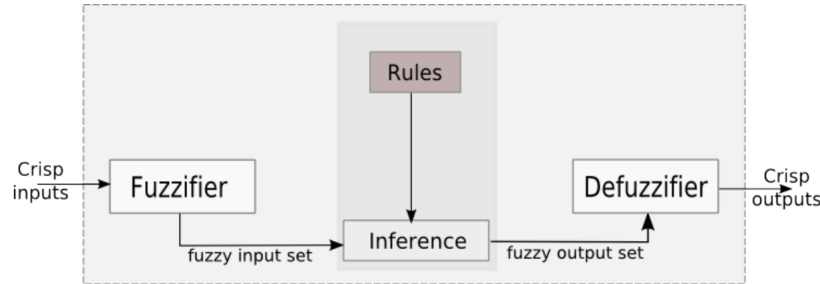 Rules
Crisp
inputs
Fuzzifier
Defuzzifier
Crisp
outputs
Inference
fuzzy input set
fuzzy output set